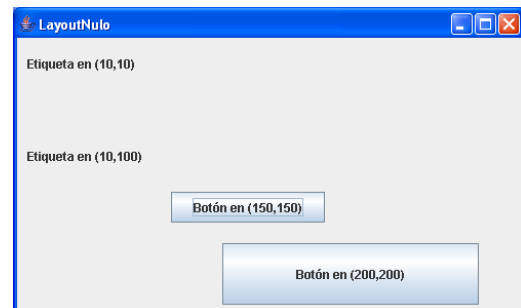 LayoutNulo
Etiqueta en (10,10)
Etiqueta en (10,100)
Botón en (150,150)
Botón en (200,200)